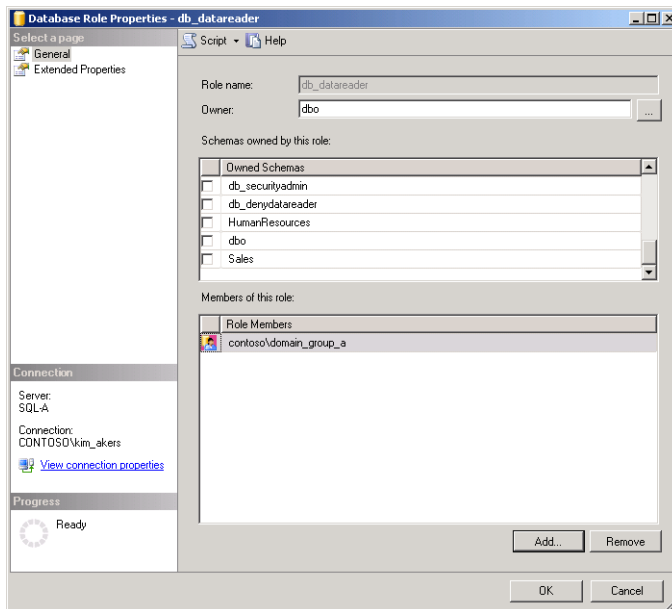 Database Role Properties - db_datareader
Select a page
General
Extended Properties
Script
Help
Role name:
db_datareader
Owner:
dbo
...
Schemas owned by this role:
Owned Schemas
db_securityadmin
db_denydatareader
HumanResources
dbo
Sales
Members of this role:
Role Members
contoso\domain_group_a
Connection
Server:
SQL-A
Connection:
CONTOSO\kim_akers
View connection properties
Progress
Ready
Add...
Remove
OK
Cancel